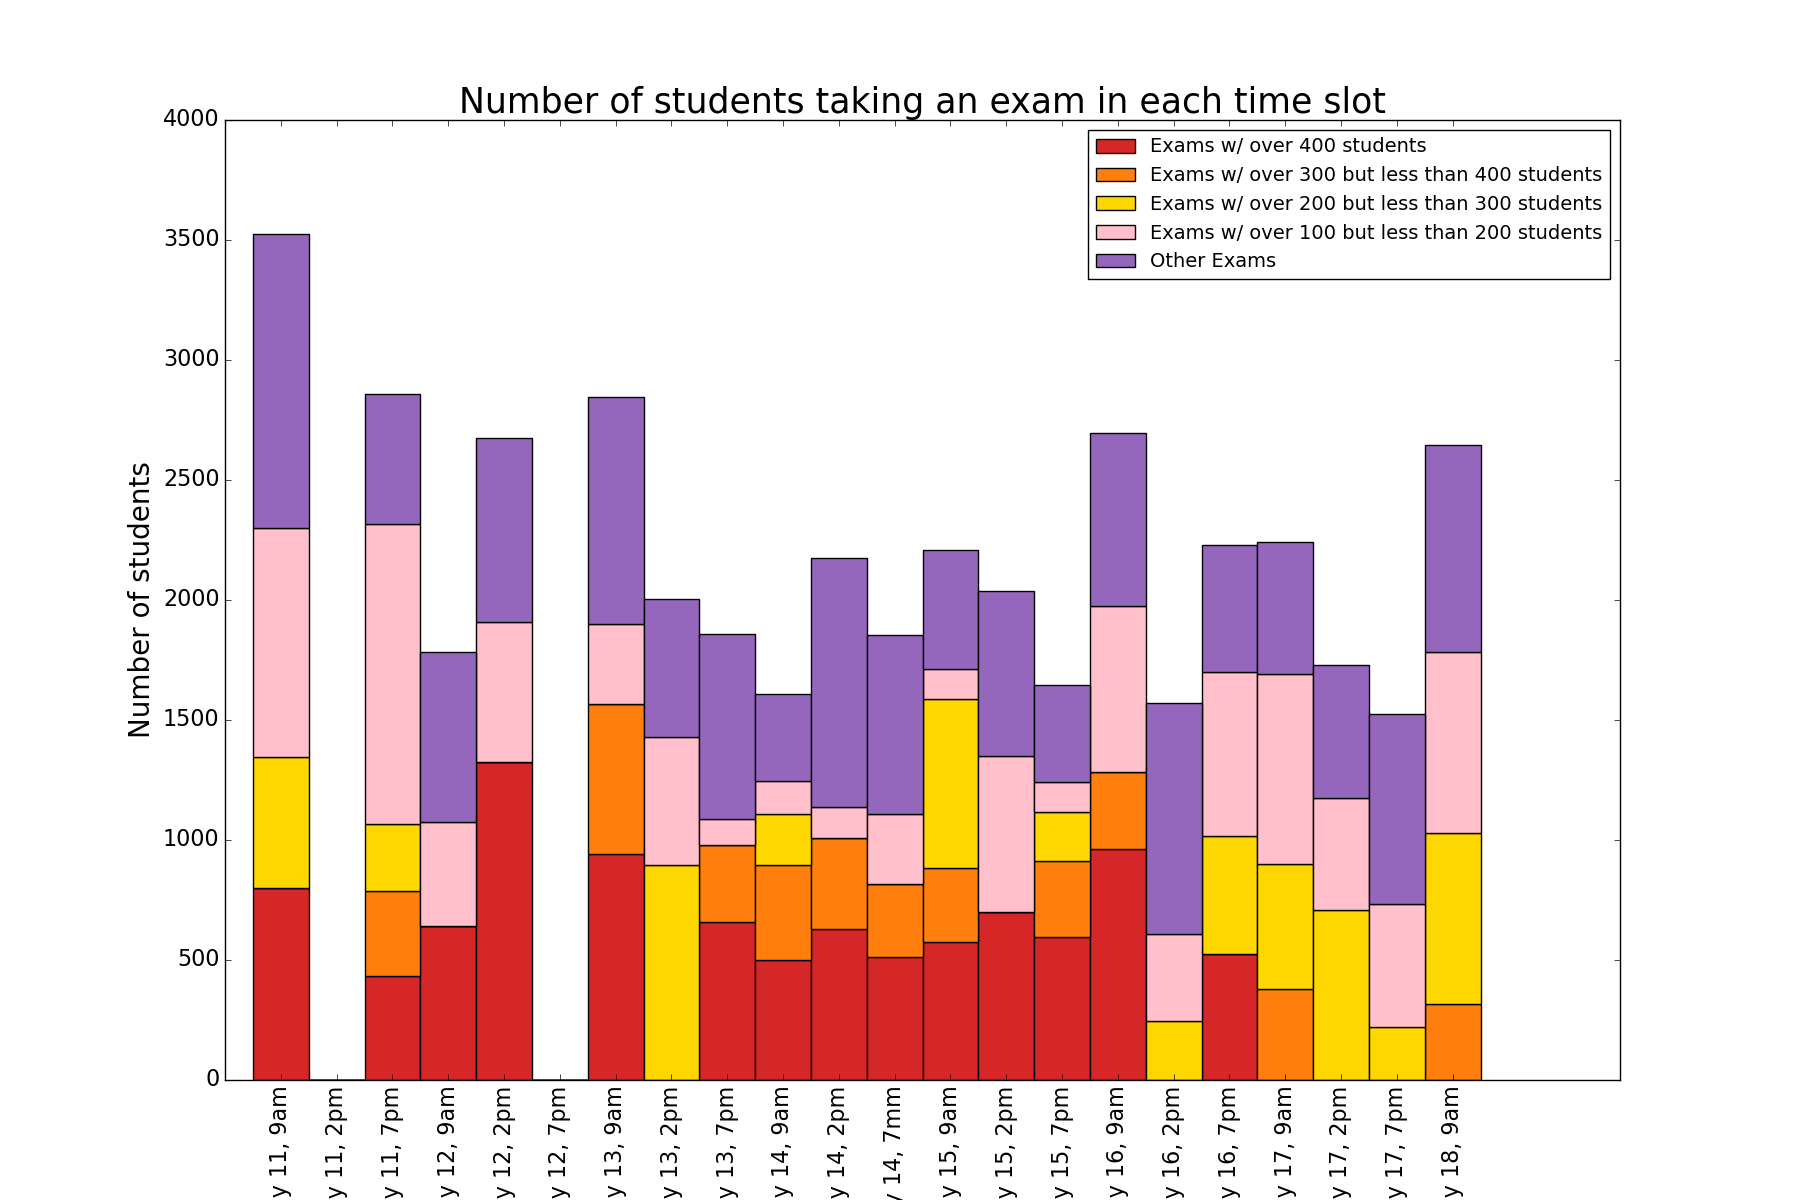 Number of students taking an exam in each time slot
Exams w/ over 400 students
Exams w/ over 300 but less than 400 students
Exams w/ over 200 but less than 300 students
Exams w/ over 100 but less than 200 students
Other Exams
Number of students
4000
3500
3000
2500
2000
1500
1000
500
0
y 11, 9am
y 11, 2pm
y 11, 7pm
y 12, 9am
y 12, 2pm
y 12, 7pm
y 13, 9am
y 13, 2pm
y 13, 7pm
y 14, 9am
y 14, 2pm
y 14, 7mm
y 15, 9am
y 15, 2pm
y 15, 7pm
y 16, 9am
y 16, 2pm
y 16, 7pm
y 17, 9am
y 17, 2pm
y 17, 7pm
y 18, 9am